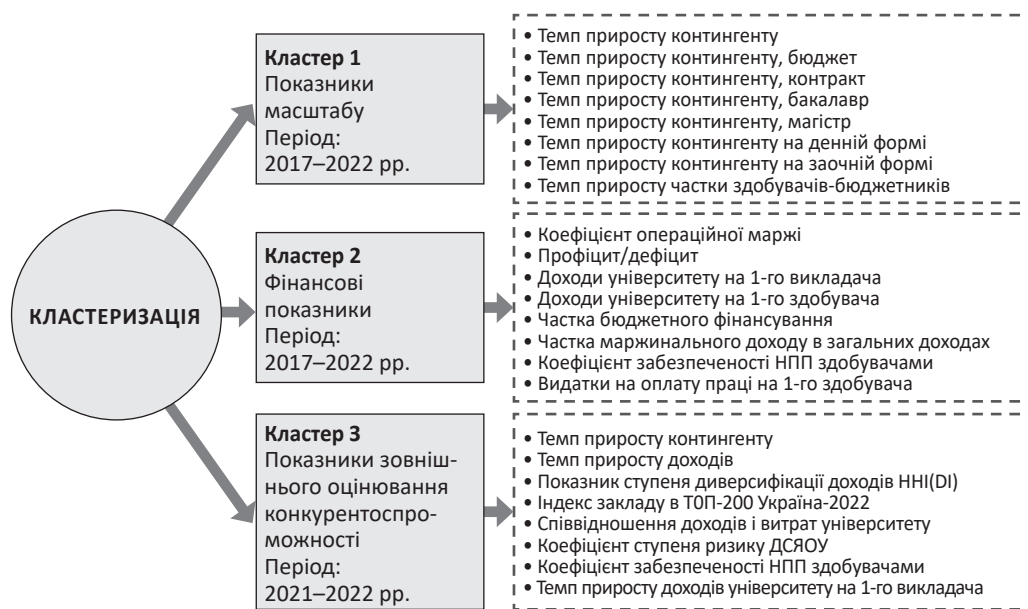 КЛАСТЕРИЗАЦІЯ
Кластер 1
Показники
масштабу
Період:
2017–2022 рр.
• Темп приросту контингенту
• Темп приросту контингенту, бюджет
• Темп приросту контингенту, контракт
• Темп приросту контингенту, бакалавр
• Темп приросту контингенту, магістр
• Темп приросту контингенту на денній формі
• Темп приросту контингенту на заочній формі
• Темп приросту частки здобувачів-бюджетників
Кластер 2
Фінансові
показники
Період:
2017–2022 рр.
• Коефіцієнт операційної маржі
• Профіцит/дефіцит
• Доходи університету на 1-го викладача
• Доходи університету на 1-го здобувача
• Частка бюджетного фінансування
• Частка маржинального доходу в загальних доходах
• Коефіцієнт забезпеченості НПП здобувачами
• Видатки на оплату праці на 1-го здобувача
Кластер 3
Показники зовніш-
нього оцінювання
конкурентоспро-
можності
Період:
2021–2022 рр.
• Темп приросту контингенту
• Темп приросту доходів
• Показник ступеня диверсифікації доходів HHI(DI)
• Індекс закладу в ТОП-200 Україна-2022
• Співвідношення доходів і витрат університету
• Коефіцієнт ступеня ризику ДСЯОУ
• Коефіцієнт забезпеченості НПП здобувачами
• Темп приросту доходів університету на 1-го викладача